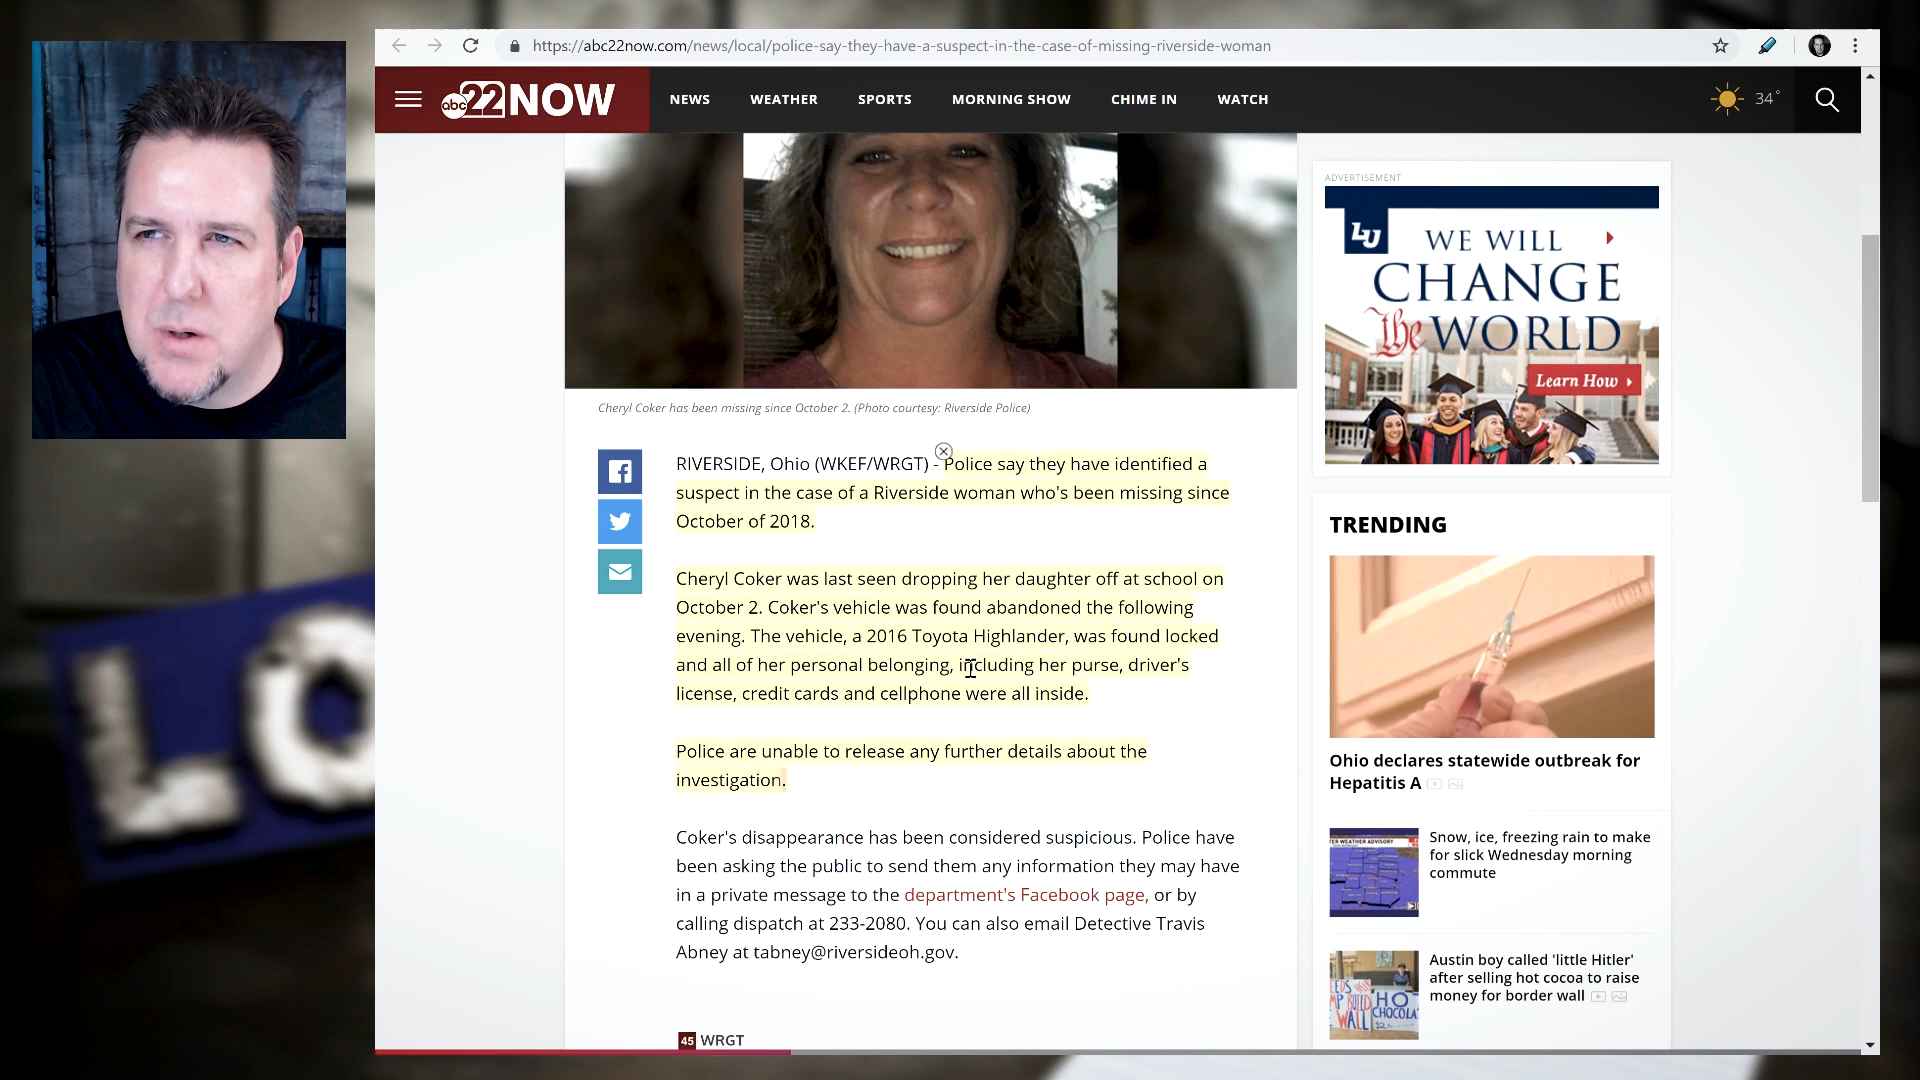 https://abc22now.com/news/local/police-say-they-have-a-suspect-in-the-case-of-missing-riverside-woman
abc 22 NOW
NEWS WEATHER SPORTS MORNING SHOW CHIME IN WATCH
34°
Cheryl Coker has been missing since October 2. (Photo courtesy: Riverside Police)
RIVERSIDE, Ohio (WKEF/WRGT) - Police say they have identified a
suspect in the case of a Riverside woman who's been missing since
October of 2018.
Cheryl Coker was last seen dropping her daughter off at school on
October 2. Coker's vehicle was found abandoned the following
evening. The vehicle, a 2016 Toyota Highlander, was found locked
and all of her personal belonging, including her purse, driver's
license, credit cards and cellphone were all inside.
Police are unable to release any further details about the
investigation.
Coker's disappearance has been considered suspicious. Police have
been asking the public to send them any information they may have
in a private message to the department's Facebook page, or by
calling dispatch at 233-2080. You can also email Detective Travis
Abney at tabney@riversideoh.gov.
45 WRGT
ADVERTISEMENT
LU
WE WILL
CHANGE
The WORLD
Learn How
TRENDING
Ohio declares statewide outbreak for
Hepatitis A
Snow, ice, freezing rain to make
for slick Wednesday morning
commute
Austin boy called 'little Hitler'
after selling hot cocoa to raise
money for border wall
WEATHER ADVISORY
BUILD
WALL
HOT
CHOCOLA
LO